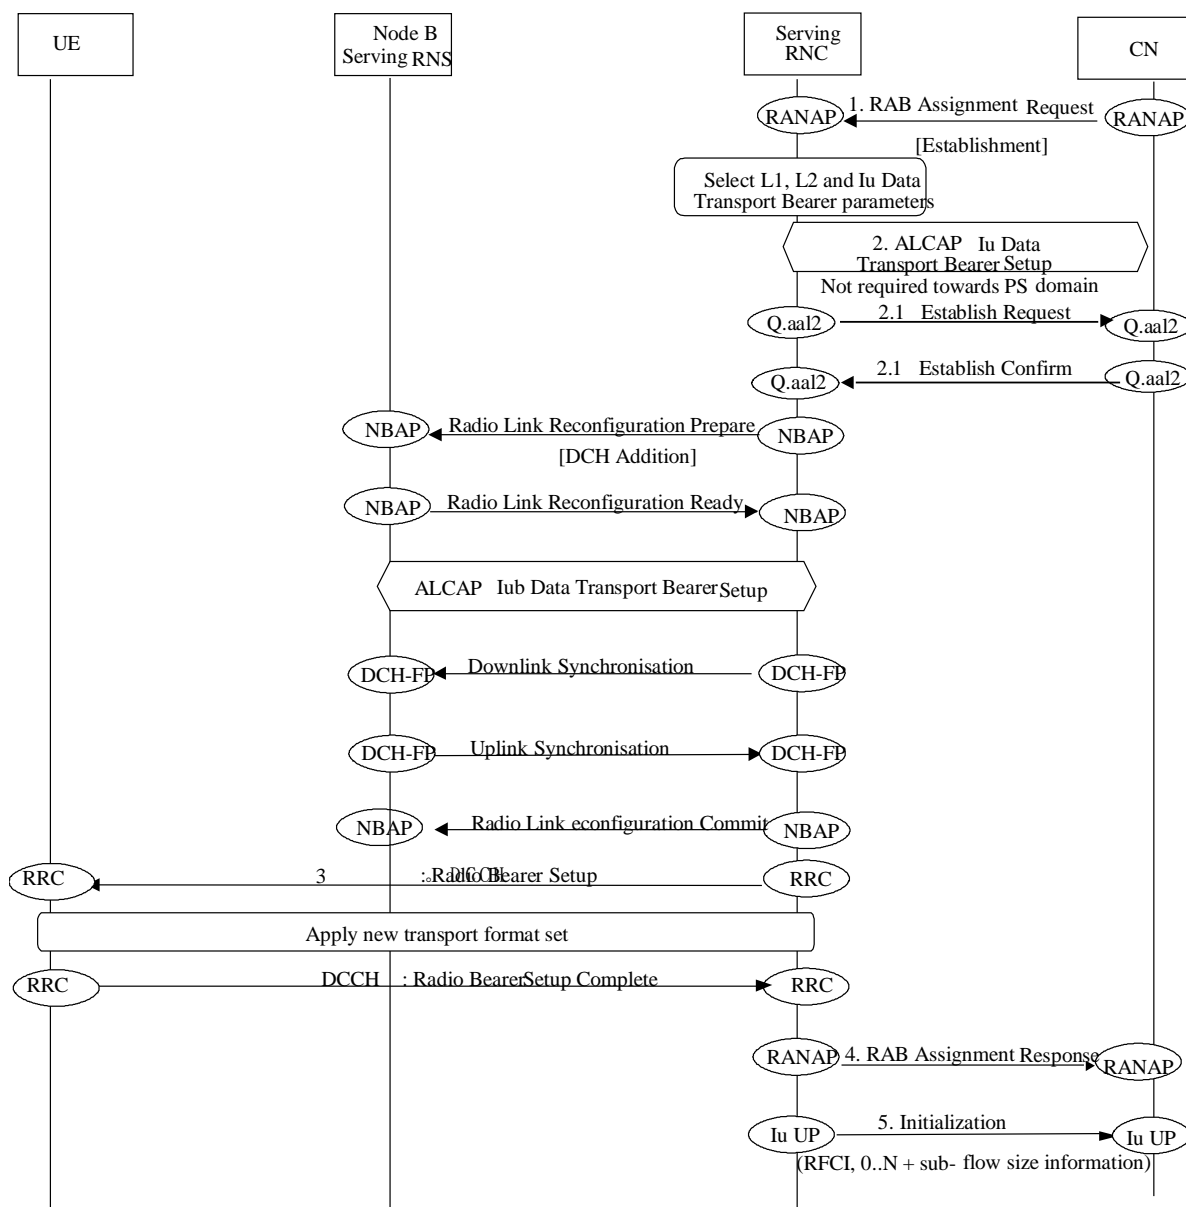 UE
Node B
Serving RNS
Serving
RNC
CN
RANAP
1. RAB Assignment Request
RANAP
[Establishment]
Select L1, L2 and Iu Data
Transport Bearer parameters
2. ALCAP Iu Data
Transport Bearer Setup
Not required towards PS domain
Q.aal2
2.1 Establish Request
Q.aal2
Q.aal2
2.1 Establish Confirm
Q.aal2
NBAP
Radio Link Reconfiguration Prepare
NBAP
[DCH Addition]
NBAP
Radio Link Reconfiguration Ready
NBAP
ALCAP Iub Data Transport Bearer Setup
DCH-FP
Downlink Synchronisation
DCH-FP
DCH-FP
Uplink Synchronisation
DCH-FP
NBAP
Radio Link econfiguration Commit
NBAP
RRC
3 : Radio Bearer Setup
RRC
Apply new transport format set
RRC
DCCH : Radio Bearer Setup Complete
RRC
RANAP
4. RAB Assignment Response
RANAP
Iu UP
5. Initialization
Iu UP
(RFCI, 0..N + sub- flow size information)